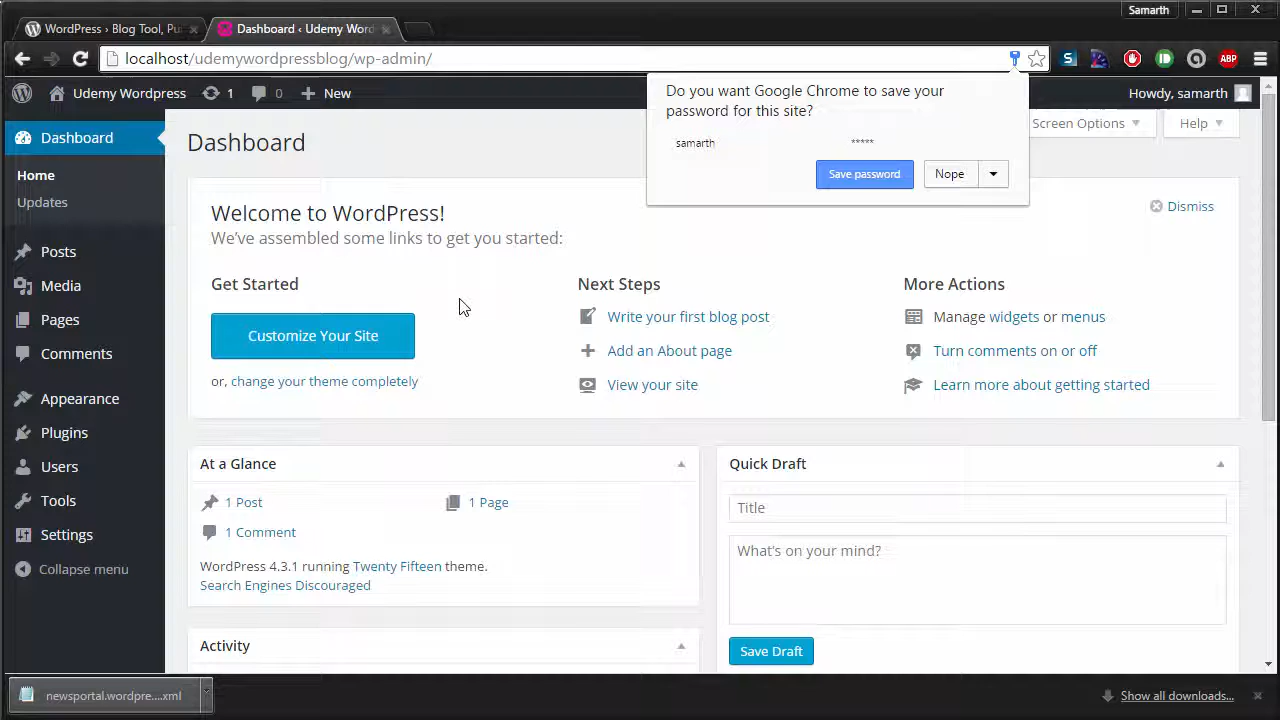 Samarth
WordPress › Blog Tool, Pu
Dashboard ‹ Udemy Word
localhost/udemywordpressblog/wp-admin/
ABP
Udemy Wordpress
1
0
New
Howdy, samarth
Do you want Google Chrome to save your
password for this site?
samarth
*****
Save password
Nope
Screen Options
Help
Dashboard
Home
Updates
Posts
Media
Pages
Comments
Appearance
Plugins
Users
Tools
Settings
Collapse menu
Dashboard
Welcome to WordPress!
Dismiss
We've assembled some links to get you started:
Get Started
Customize Your Site
or, change your theme completely
Next Steps
Write your first blog post
Add an About page
View your site
More Actions
Manage widgets or menus
Turn comments on or off
Learn more about getting started
At a Glance
1 Post
1 Page
1 Comment
WordPress 4.3.1 running Twenty Fifteen theme.
Search Engines Discouraged
Activity
Quick Draft
Title
What's on your mind?
Save Draft
newsportal.wordpre....xml
Show all downloads...